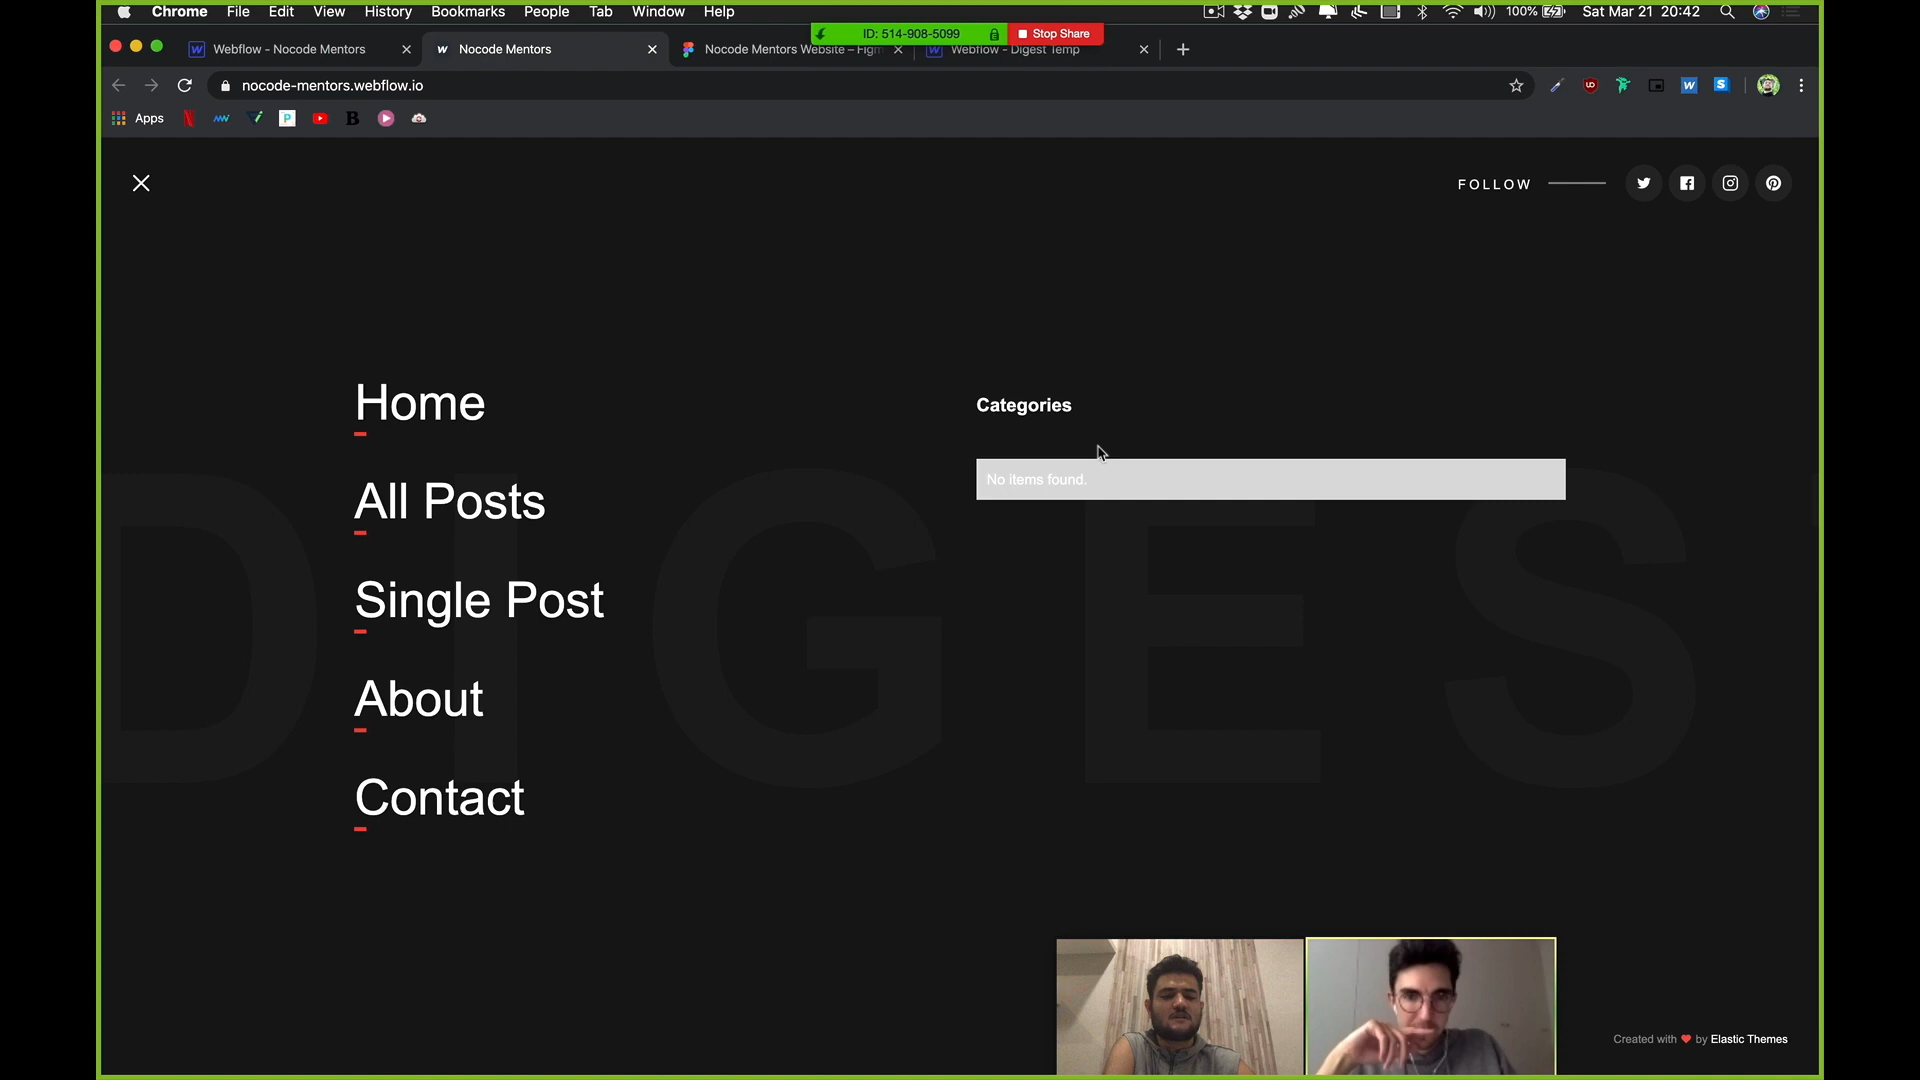 Chrome File Edit View History Bookmarks People Tab Window Help 100% Sat Mar 21 20:42
ID: 514-908-5099 Stop Share
Webflow - Nocode Mentors Nocode Mentors Nocode Mentors Website – Figm Webflow - Digest Temp
nocode-mentors.webflow.io
Apps
FOLLOW
Home
Categories
No items found.
All Posts
Single Post
About
Contact
DIGEST
Created with ❤ by Elastic Themes